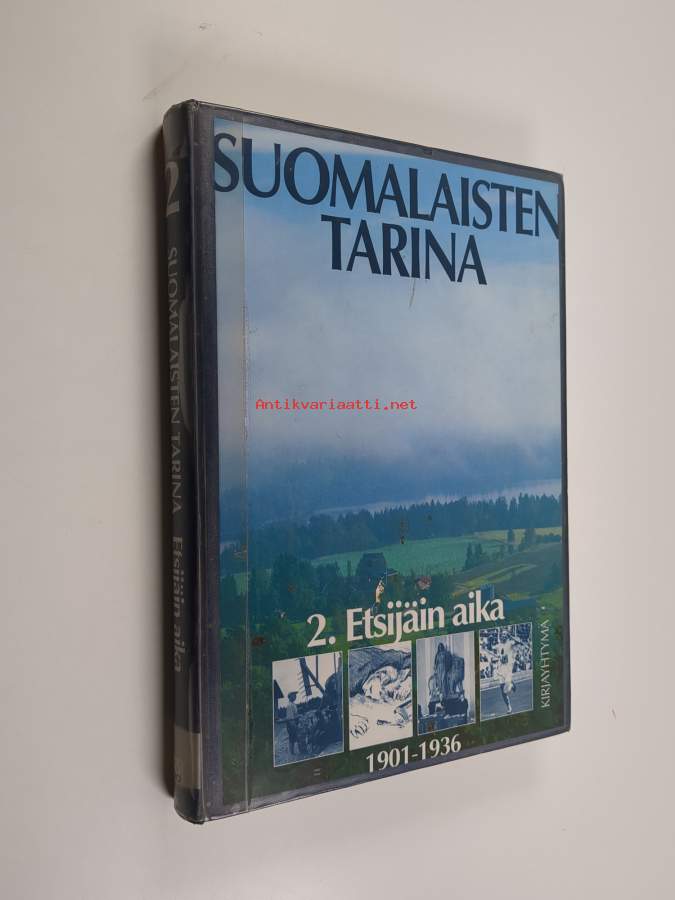 SUOMALAISTEN
TARINA
Antikvariaatti.net
2. Etsijäin aika
KIRJAYHTYMÄ
1901-1936
2 SUOMALAISTEN TARINA Etsijäin aika